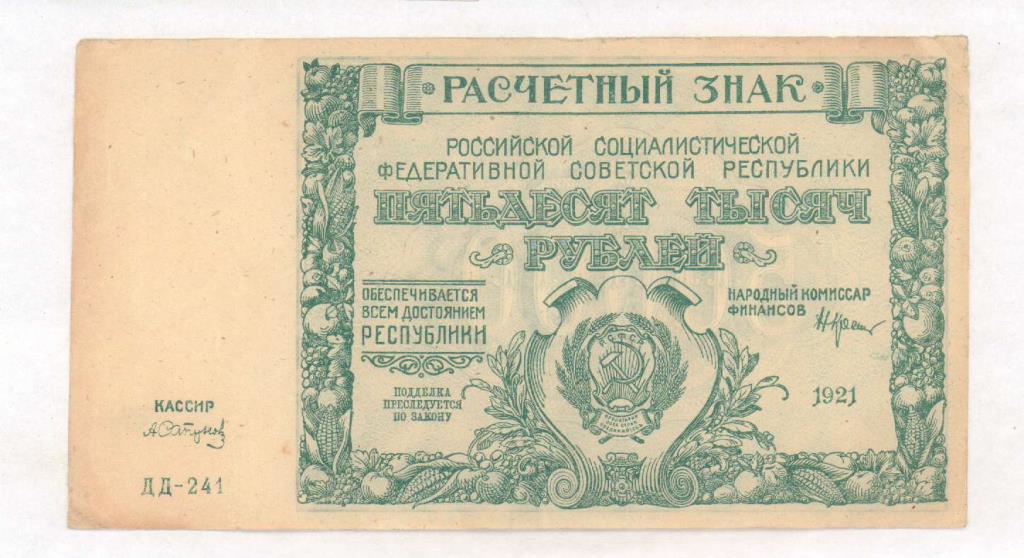 РАСЧЕТНЫЙ ЗНАК
РОССИЙСКОЙ СОЦИАЛИСТИЧЕСКОЙ
ФЕДЕРАТИВНОЙ СОВЕТСКОЙ РЕСПУБЛИКИ
ПЯТЬДЕСЯТ ТЫСЯЧ
РУБЛЕЙ
ОБЕСПЕЧИВАЕТСЯ
ВСЕМ ДОСТОЯНИЕМ
РЕСПУБЛИКИ
ПОДДЕЛКА
ПРЕСЛЕДУЕТСЯ
ПО ЗАКОНУ
НАРОДНЫЙ КОМИССАР
ФИНАНСОВ
1921
КАССИР
ДД-241